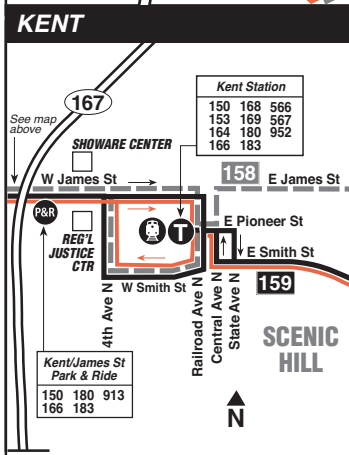 KENT
167
See map
above
Kent Station
150 168 566
153 169 567
164 180 952
166 183
SHOWARE CENTER
W James St
158
E James St
P&R
REG'L
JUSTICE
CTR
T
E Pioneer St
E Smith St
W Smith St
159
4th Ave N
Railroad Ave N
Central Ave N
State Ave N
SCENIC
HILL
Kent/James St
Park & Ride
150 180 913
166 183
N